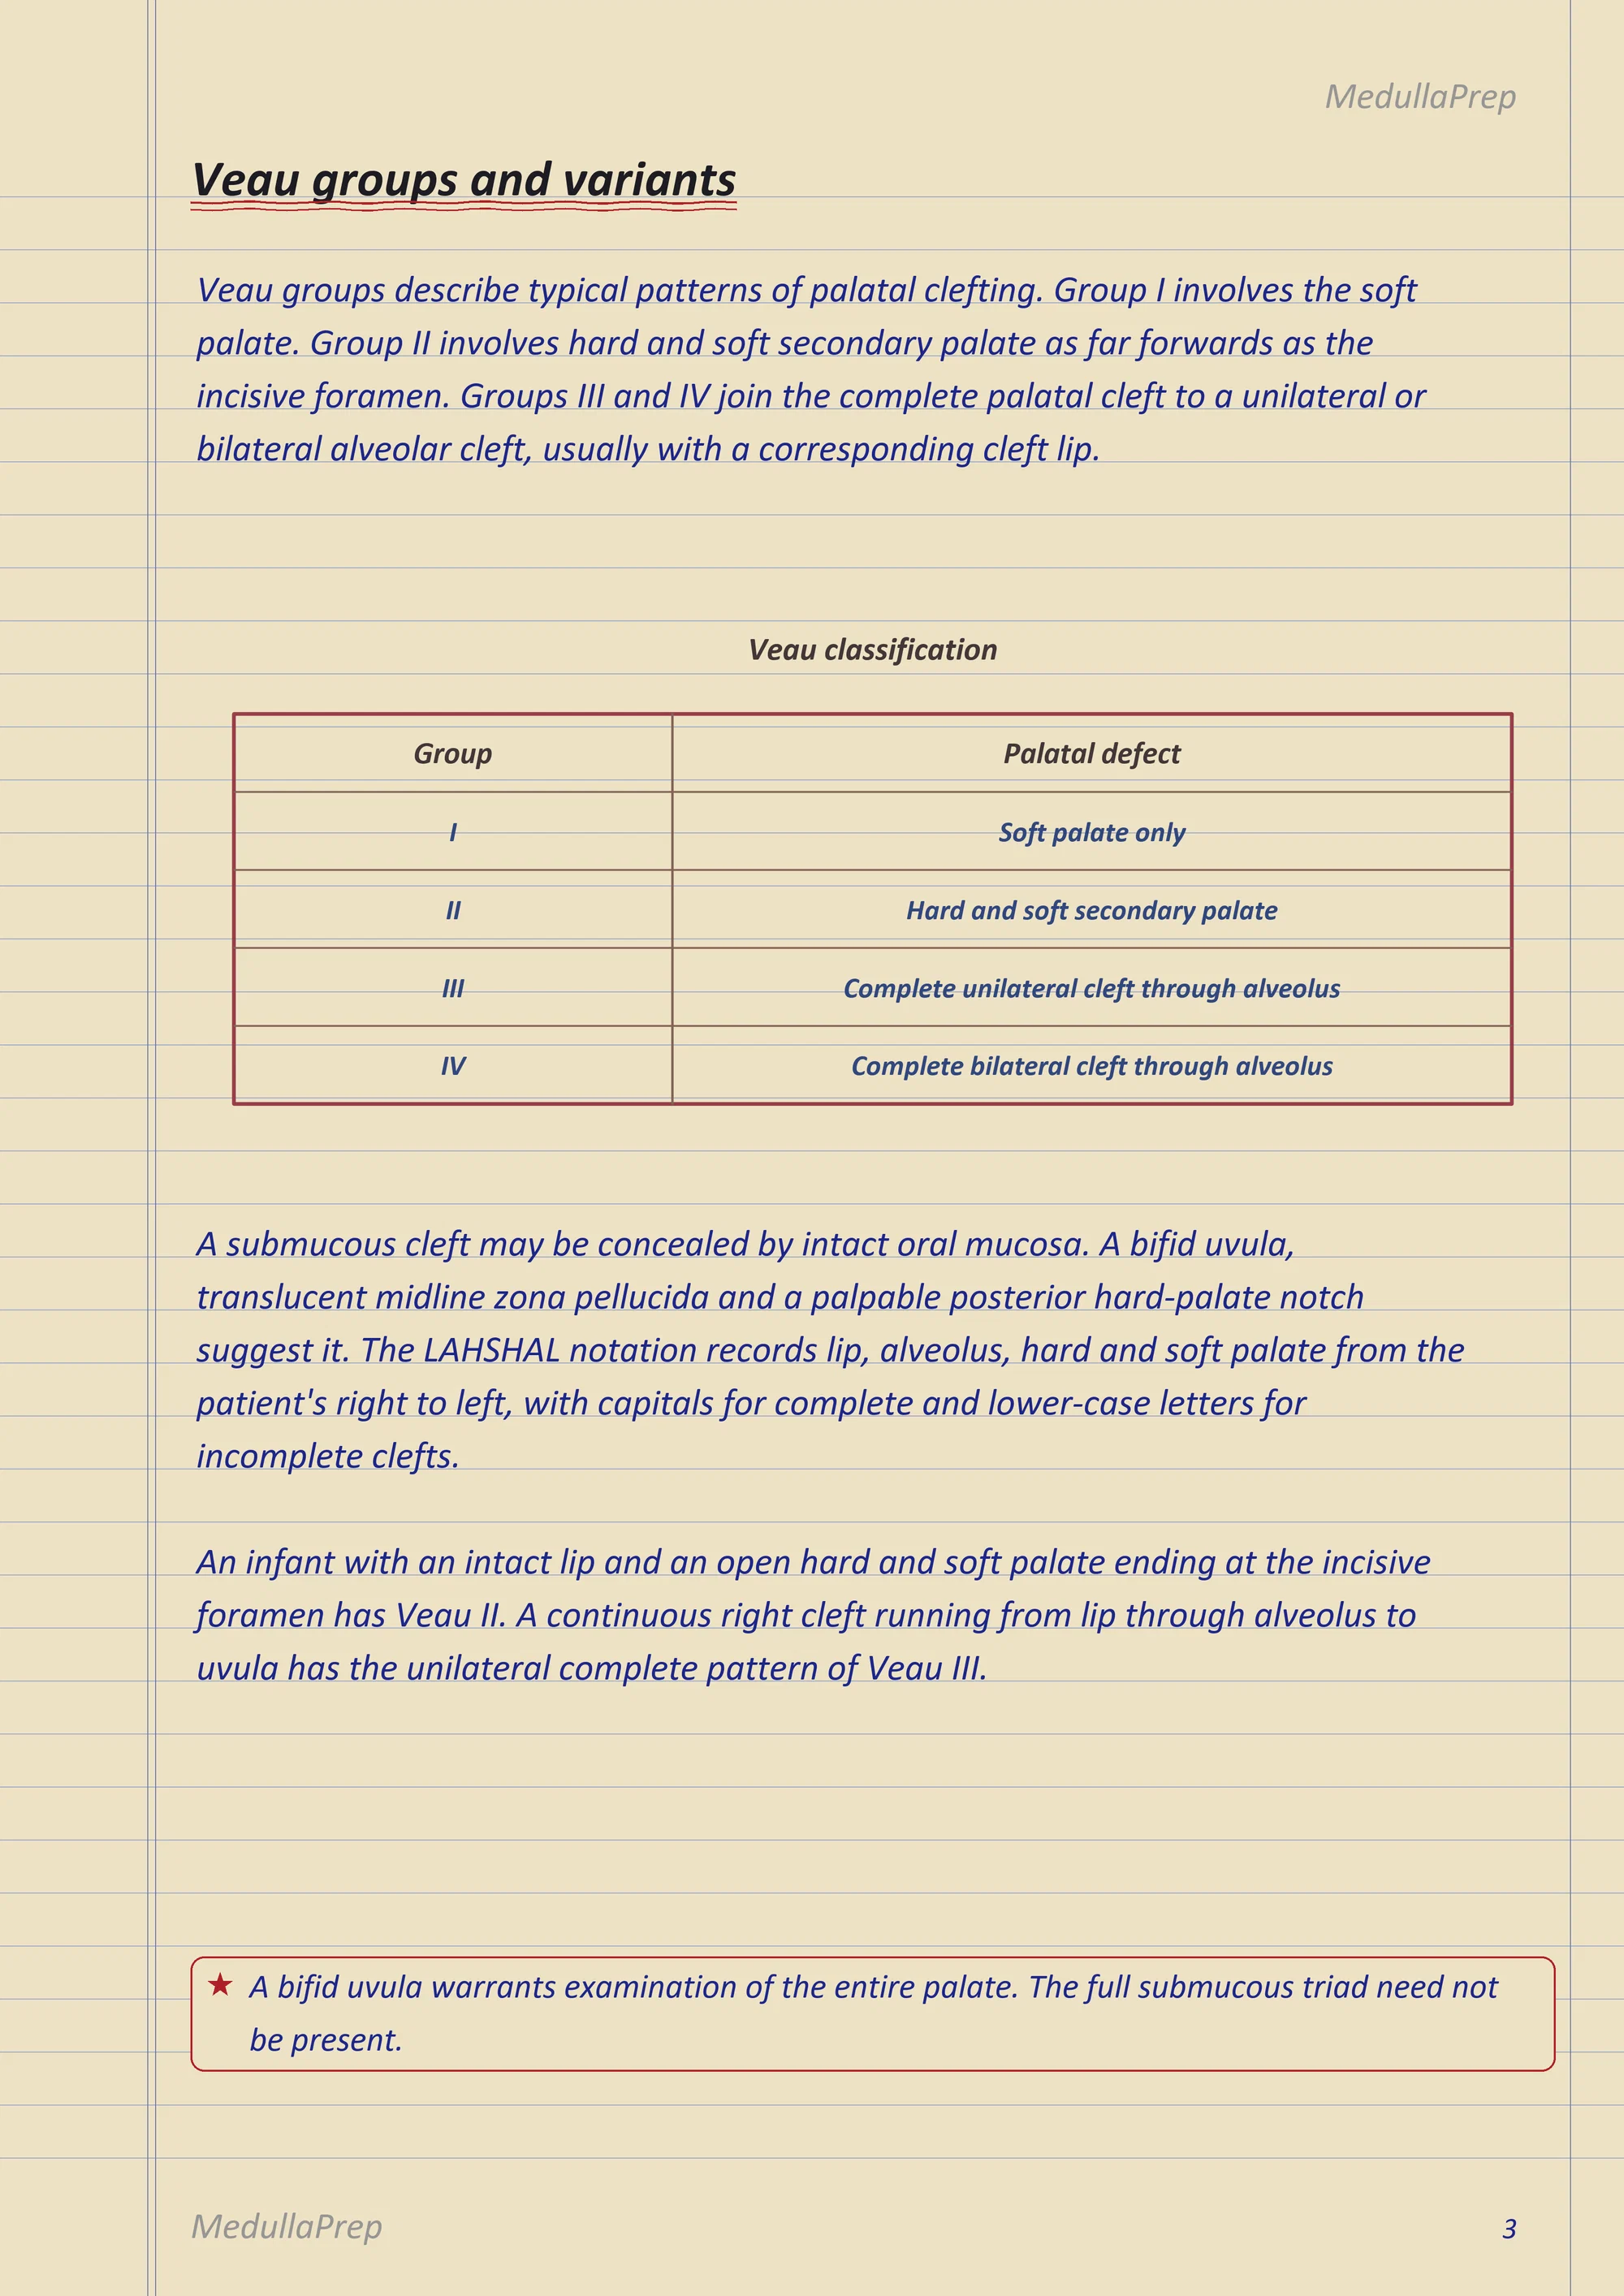 MedullaPrep
Veau groups and variants
Veau groups describe typical patterns of palatal clefting. Group I involves the soft
palate. Group II involves hard and soft secondary palate as far forwards as the
incisive foramen. Groups III and IV join the complete palatal cleft to a unilateral or
bilateral alveolar cleft, usually with a corresponding cleft lip.
Veau classification
Group Palatal defect
I Soft palate only
II Hard and soft secondary palate
III Complete unilateral cleft through alveolus
IV Complete bilateral cleft through alveolus
A submucous cleft may be concealed by intact oral mucosa. A bifid uvula,
translucent midline zona pellucida and a palpable posterior hard-palate notch
suggest it. The LAHSHAL notation records lip, alveolus, hard and soft palate from the
patient's right to left, with capitals for complete and lower-case letters for
incomplete clefts.
An infant with an intact lip and an open hard and soft palate ending at the incisive
foramen has Veau II. A continuous right cleft running from lip through alveolus to
uvula has the unilateral complete pattern of Veau III.
★ A bifid uvula warrants examination of the entire palate. The full submucous triad need not
be present.
MedullaPrep 3